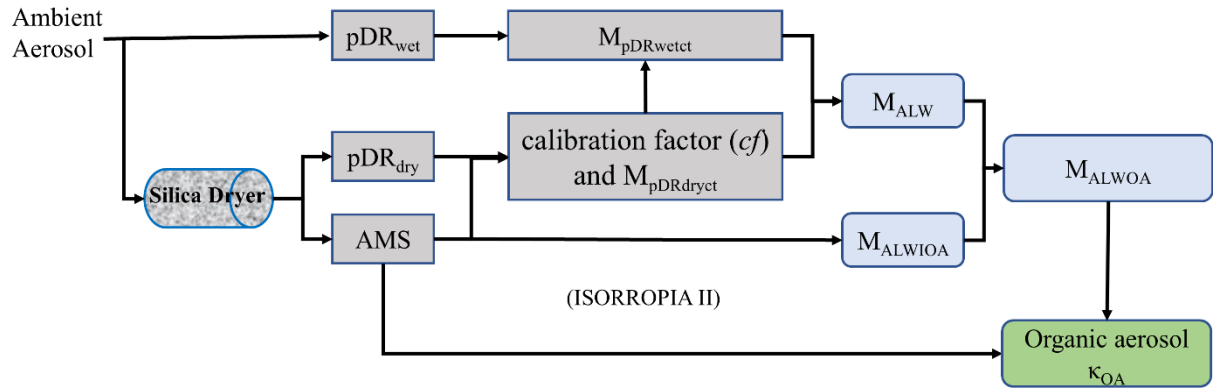 Ambient
Aerosol
pDRwet
MpDRwetct
Silica Dryer
pDRdry
calibration factor (cf)
and MpDRdryct
MALW
MALWOA
AMS
MALWIOA
(ISORROPIA II)
Organic aerosol
κOA